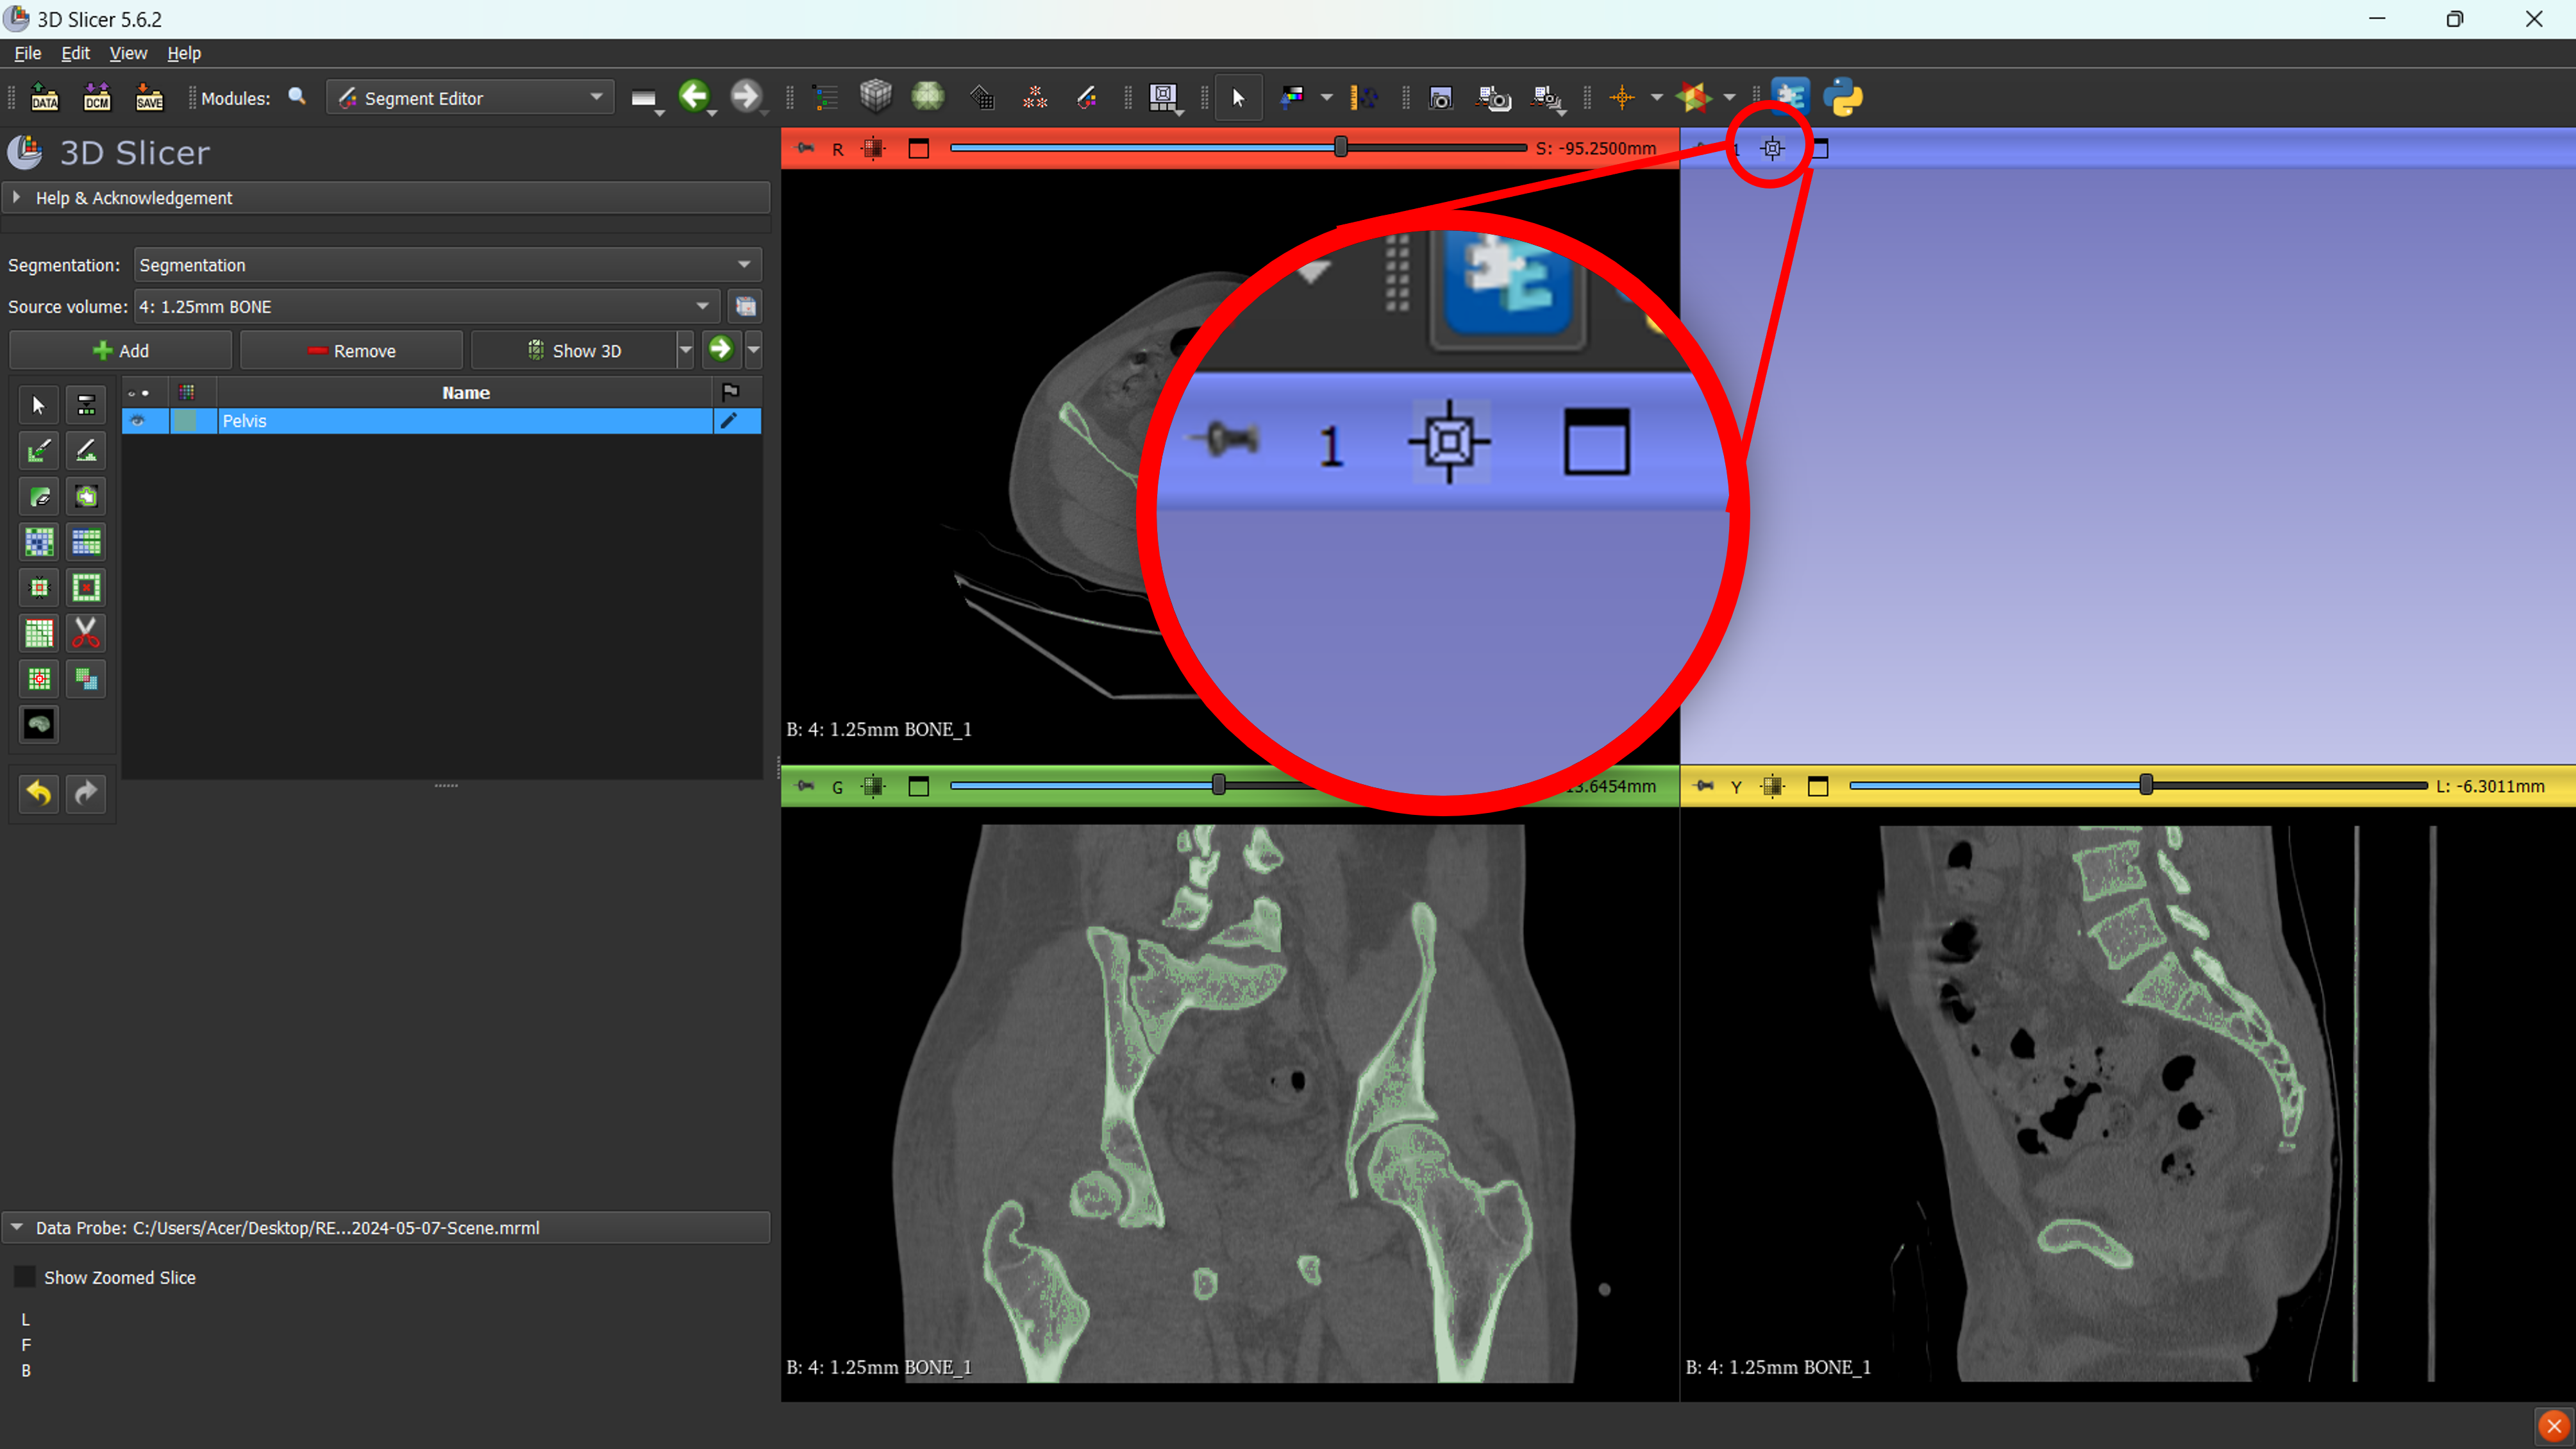 3D Slicer 5.6.2
File Edit View Help
DATA DCM SAVE Modules: Segment Editor
3D Slicer
R S: -95.2500mm
1
Help & Acknowledgement
Segmentation: Segmentation
Source volume: 4: 1.25mm BONE
Add Remove Show 3D
Name
Pelvis
1
B: 4: 1.25mm BONE_1
G 3.6454mm
Y L: -6.3011mm
Data Probe: C:/Users/Acer/Desktop/RE...2024-05-07-Scene.mrml
Show Zoomed Slice
L
F
B
B: 4: 1.25mm BONE_1
B: 4: 1.25mm BONE_1